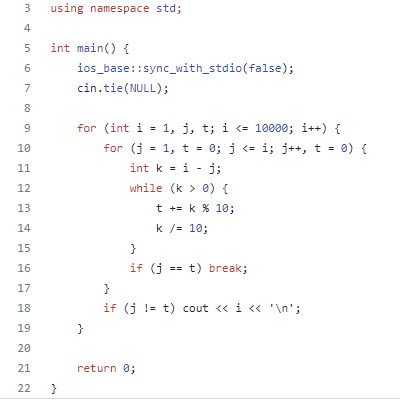 3 using namespace std;
4
5 int main() {
6     ios_base::sync_with_stdio(false);
7     cin.tie(NULL);
8
9     for (int i = 1, j, t; i <= 10000; i++) {
10         for (j = 1, t = 0; j <= i; j++, t = 0) {
11             int k = i - j;
12             while (k > 0) {
13                 t += k % 10;
14                 k /= 10;
15             }
16             if (j == t) break;
17         }
18         if (j != t) cout << i << '\n';
19     }
20
21     return 0;
22 }